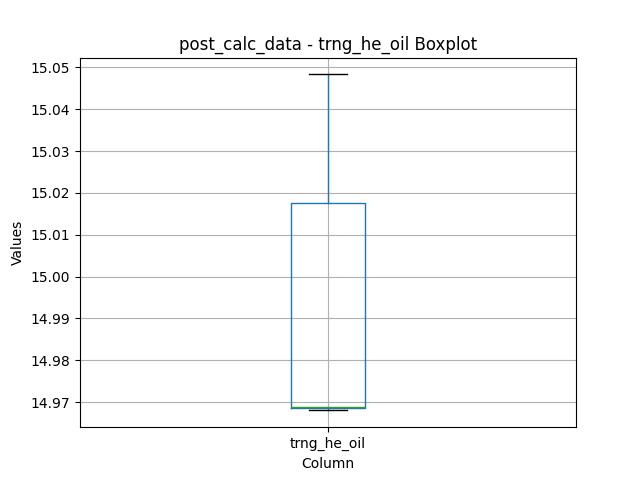 post_calc_data - trng_he_oil Boxplot
15.05
15.04
15.03
15.02
15.01
15.00
14.99
14.98
14.97
Values
trng_he_oil
Column